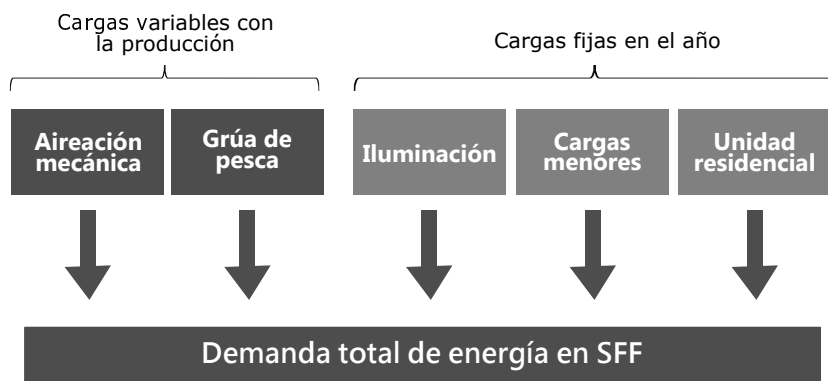 Cargas variables con
la producción
Cargas fijas en el año
Aireación
mecánica
Grúa de
pesca
Iluminación
Cargas
menores
Unidad
residencial
Demanda total de energía en SFF